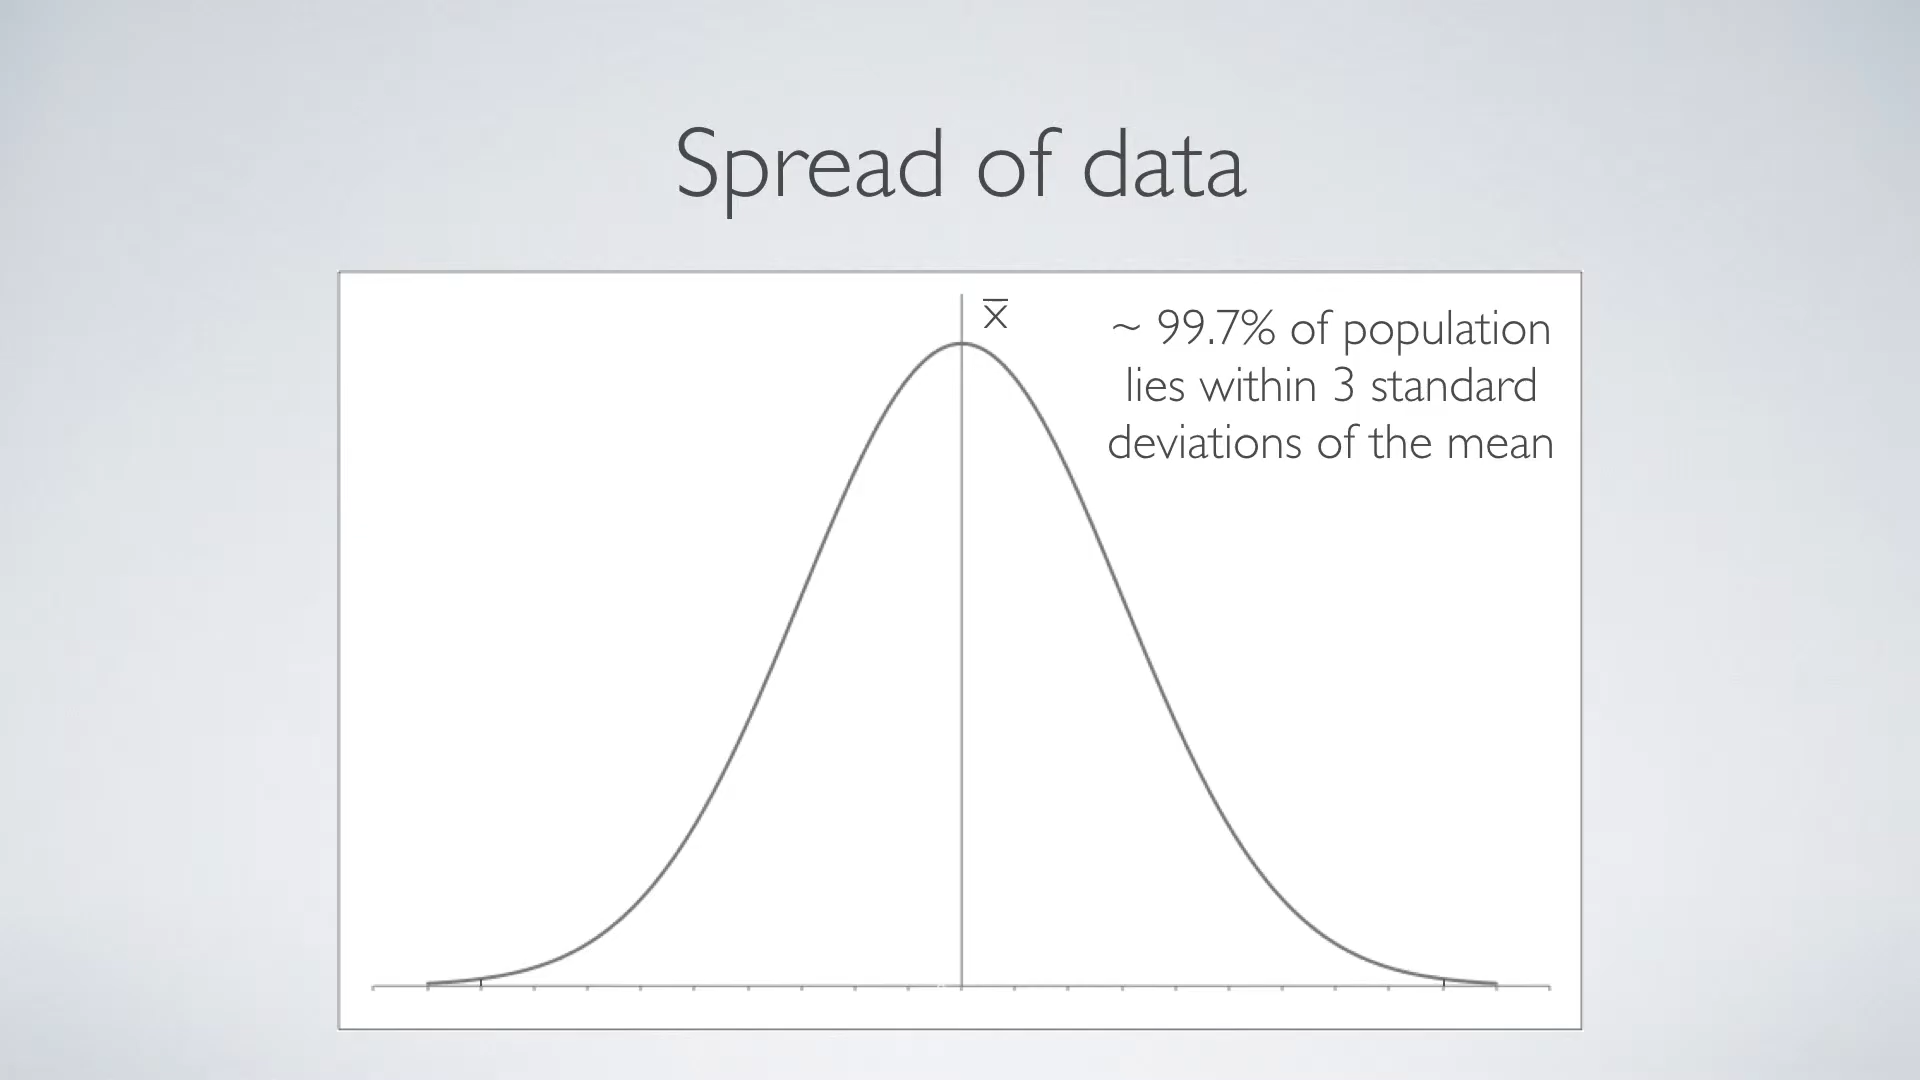 Spread of data
x̅
~ 99.7% of population
lies within 3 standard
deviations of the mean